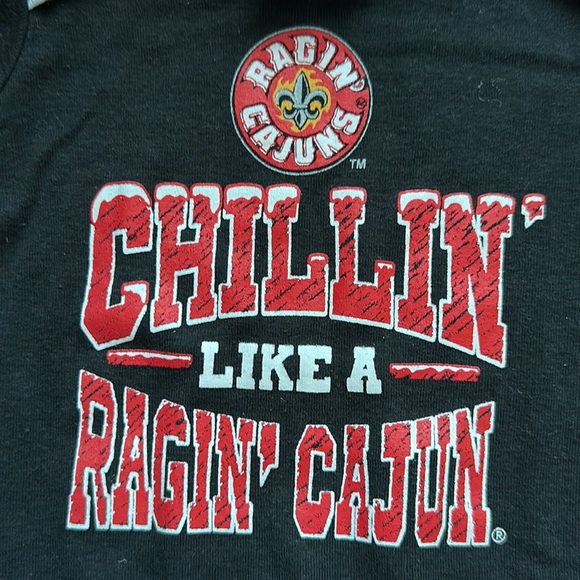 RAGIN'
CAJUNS ®
TM
CHILLIN'
LIKE A
RAGIN' CAJUN ®